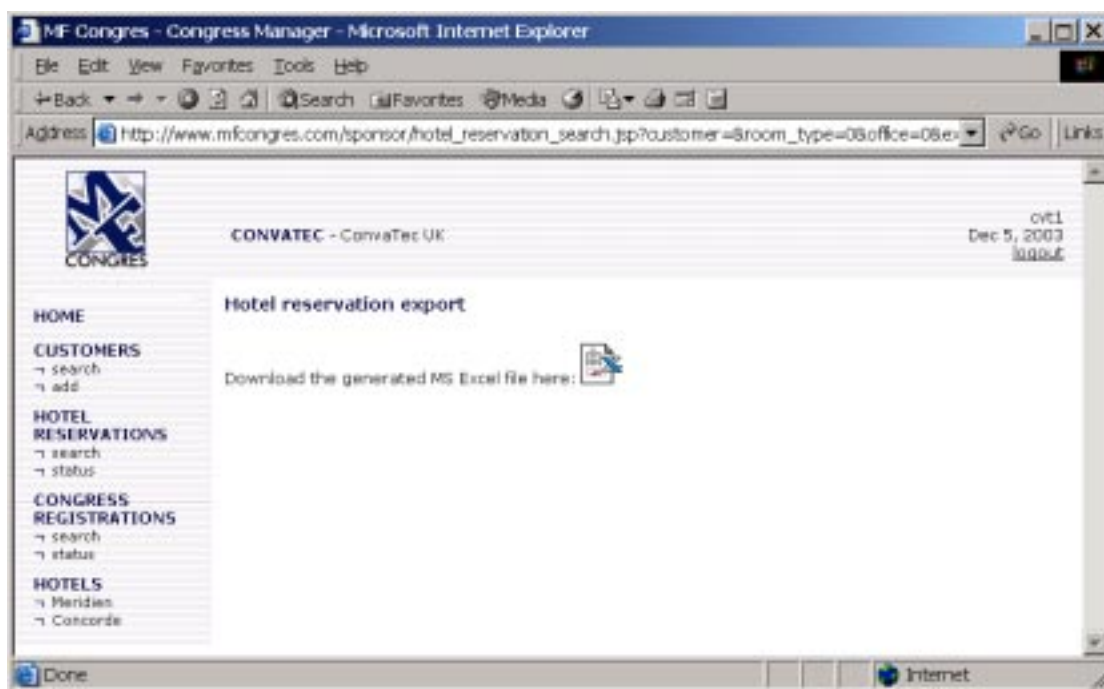 MF Congres - Congress Manager - Microsoft Internet Explorer
File Edit View Favorites Tools Help
Back Search Favorites Media
Address http://www.mfcongres.com/sponsor/hotel_reservation_search.jsp?customer=&room_type=0&office=0&ex Go Links
MF
CONGRES
CONVATEC - ConvaTec UK
cvt1
Dec 5, 2003
logout
HOME
CUSTOMERS
¬ search
¬ add
HOTEL
RESERVATIONS
¬ search
¬ status
CONGRESS
REGISTRATIONS
¬ search
¬ status
HOTELS
¬ Meridien
¬ Concorde
Hotel reservation export
Download the generated MS Excel file here:
Done Internet